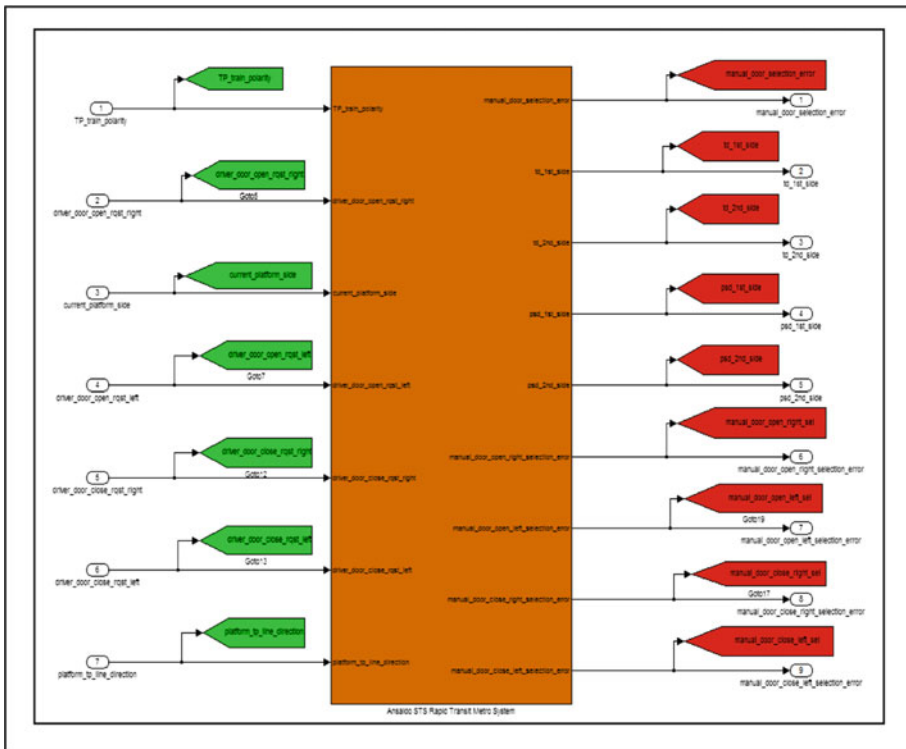 TP_train_polarity
1
TP_train_polarity
TP_train_polarity
driver_door_open_rqst_right
Goto8
2
driver_door_open_rqst_right
driver_door_open_rqst_right
current_platform_side
3
current_platform_side
current_platform_side
driver_door_open_rqst_left
Goto7
4
driver_door_open_rqst_left
driver_door_open_rqst_left
driver_door_close_rqst_right
Goto12
5
driver_door_close_rqst_right
driver_door_close_rqst_right
driver_door_close_rqst_left
Goto13
6
driver_door_close_rqst_left
driver_door_close_rqst_left
platform_tp_line_direction
7
platform_tp_line_direction
platform_tp_line_direction
manual_door_selection_error
manual_door_selection_error
1
manual_door_selection_error
td_1st_side
td_1st_side
2
td_1st_side
td_2nd_side
td_2nd_side
3
td_2nd_side
psd_1st_side
psd_1st_side
4
psd_1st_side
psd_2nd_side
psd_2nd_side
5
psd_2nd_side
manual_door_open_right_sel
manual_door_open_right_selection_error
6
manual_door_open_right_selection_error
manual_door_open_left_sel
Goto19
manual_door_open_left_selection_error
7
manual_door_open_left_selection_error
manual_door_close_right_sel
Goto17
manual_door_close_right_selection_error
8
manual_door_close_right_selection_error
manual_door_close_left_sel
manual_door_close_left_selection_error
9
manual_door_close_left_selection_error
Ansaldo STS Rapid Transit Metro System